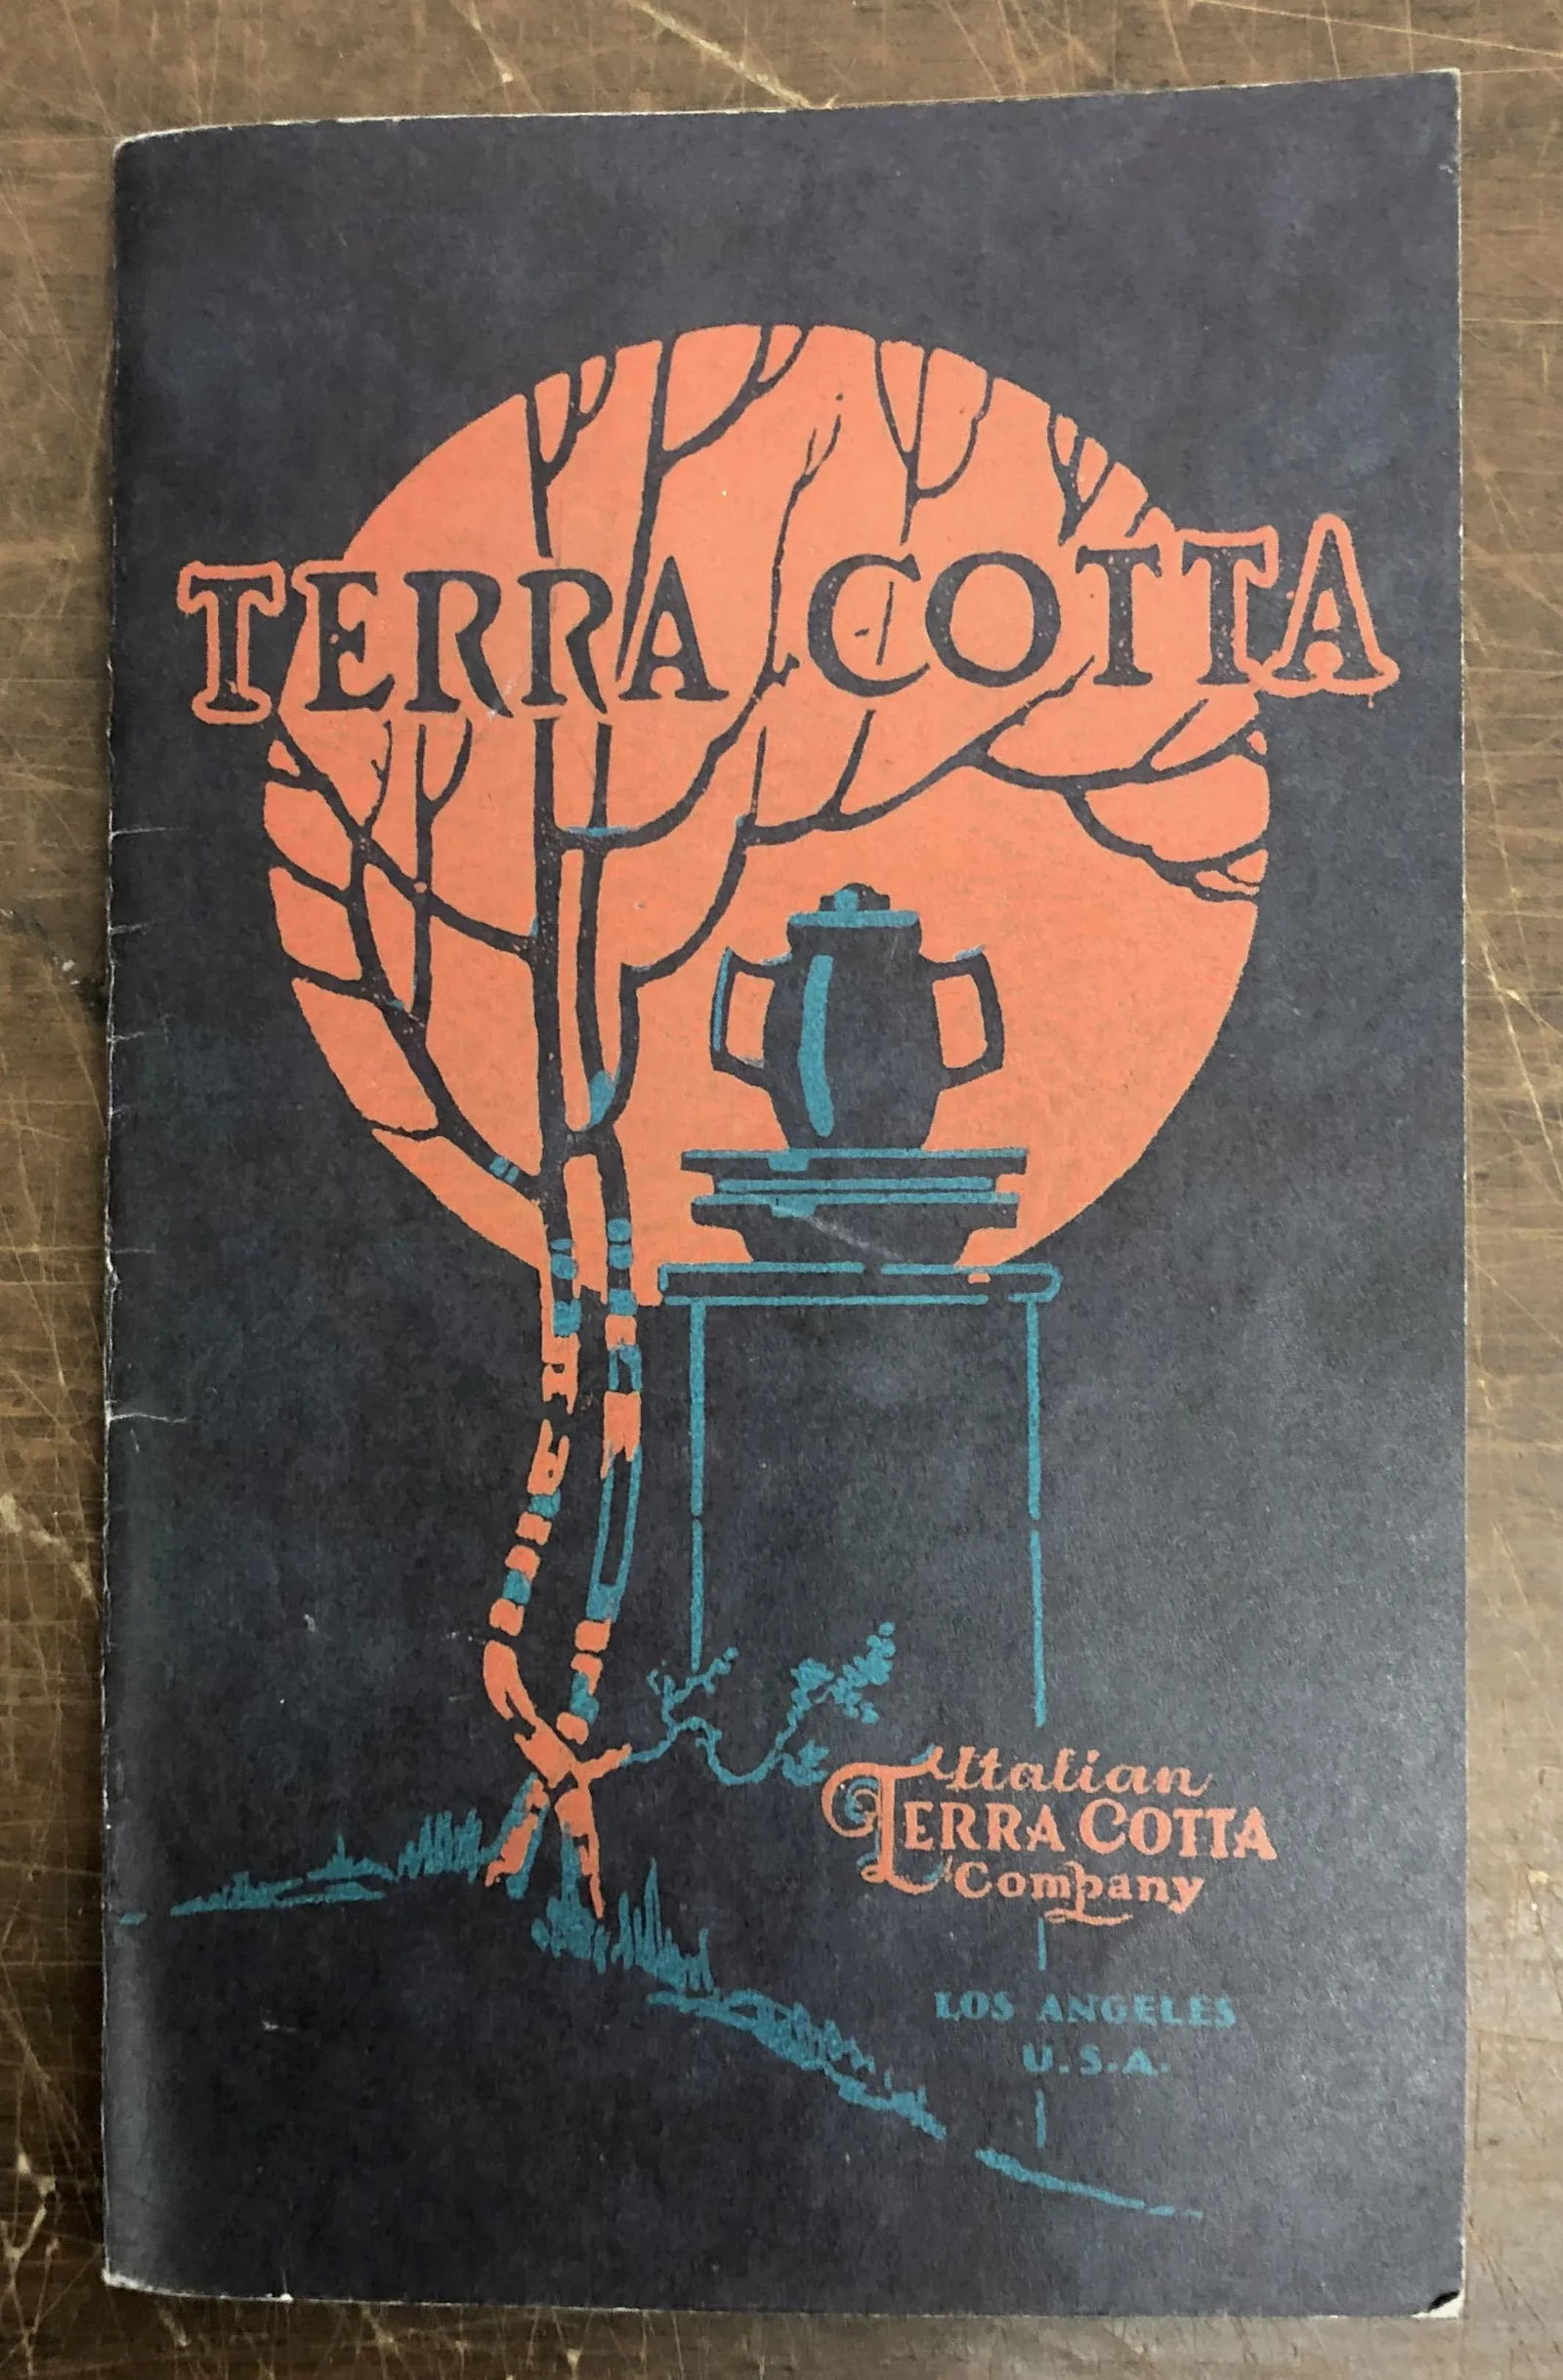 TERRA COTTA
Italian
TERRA COTTA
Company
LOS ANGELES
U.S.A.